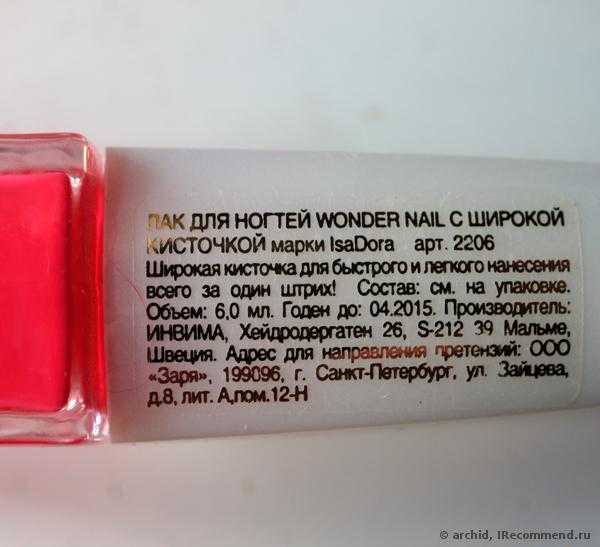 ЛАК ДЛЯ НОГТЕЙ WONDER NAIL С ШИРОКОЙ
КИСТОЧКОЙ марки IsaDora арт. 2206
Широкая кисточка для быстрого и легкого нанесения
всего за один штрих! Состав: см. на упаковке.
Объем: 6,0 мл. Годен до: 04.2015. Производитель:
ИНВИМА, Хейдродергатен 26, S-212 39 Мальме,
Швеция. Адрес для направления претензий: ООО
«Заря», 199096, г. Санкт-Петербург, ул. Зайцева,
д.8, лит. А,пом.12-Н
© archid, IRecommend.ru